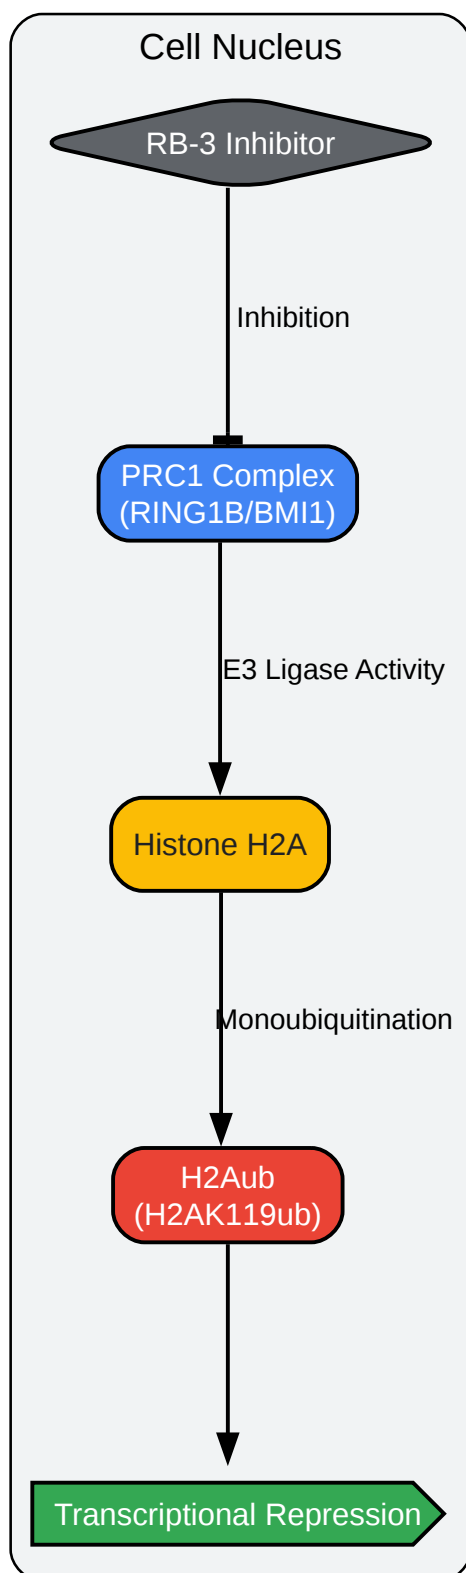 Cell Nucleus
RB-3 Inhibitor
Inhibition
PRC1 Complex
(RING1B/BMI1)
E3 Ligase Activity
Histone H2A
Monoubiquitination
H2Aub
(H2AK119ub)
Transcriptional Repression